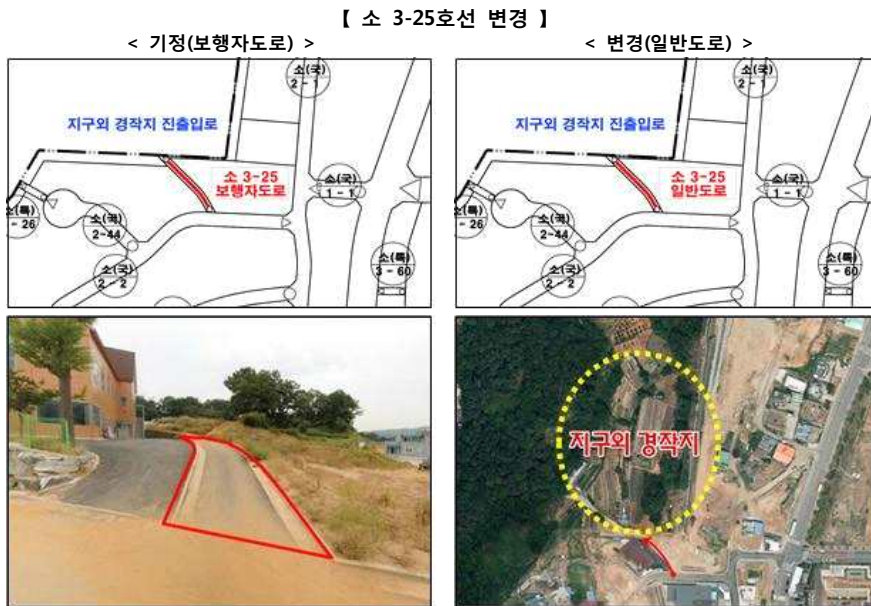 【 소 3-25호선 변경 】
< 기정(보행자도로) >
소(국)
2 - 1
지구외 경작지 진출입로
소 3-25
보행자도로
소(국)
1 - 1
소(특)
- 26
소(국)
2-44
소(국)
2 - 2
소(특)
3 - 60
< 변경(일반도로) >
소(국)
2 - 1
지구외 경작지 진출입로
소 3-25
일반도로
소(국)
1 - 1
소(특)
- 26
소(국)
2-44
소(국)
2 - 2
소(특)
3 - 60
지구외 경작지